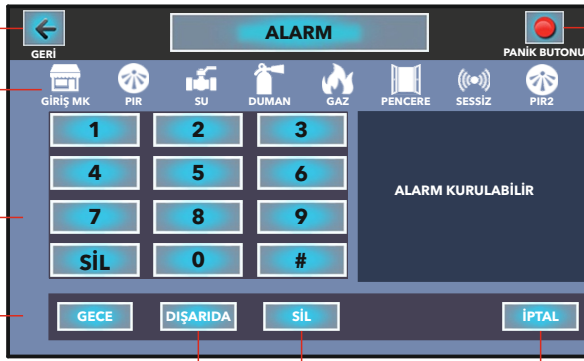 ALARM
GERİ
PANİK BUTONU
GİRİŞ MK PIR SU DUMAN GAZ PENCERE SESSİZ PIR2
1 2 3
4 5 6
7 8 9
SİL 0 #
ALARM KURULABİLİR
GECE DIŞARIDA SİL İPTAL